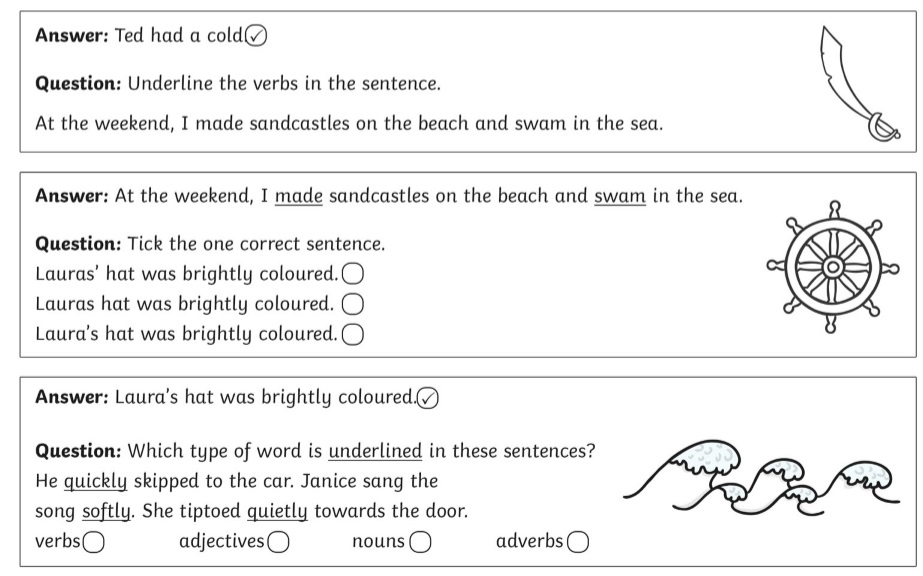 Answer: Ted had a cold
Question: Underline the verbs in the sentence.
At the weekend, I made sandcastles on the beach and swam in the sea.
Answer: At the weekend, I made sandcastles on the beach and swam in the sea.
Question: Tick the one correct sentence.
Lauras’ hat was brightly coloured.
Lauras hat was brightly coloured.
Laura’s hat was brightly coloured.
Answer: Laura’s hat was brightly coloured.
Question: Which type of word is underlined in these sentences?
He quickly skipped to the car. Janice sang the
song softly. She tiptoed quietly towards the door.
verbs adjectives nouns adverbs